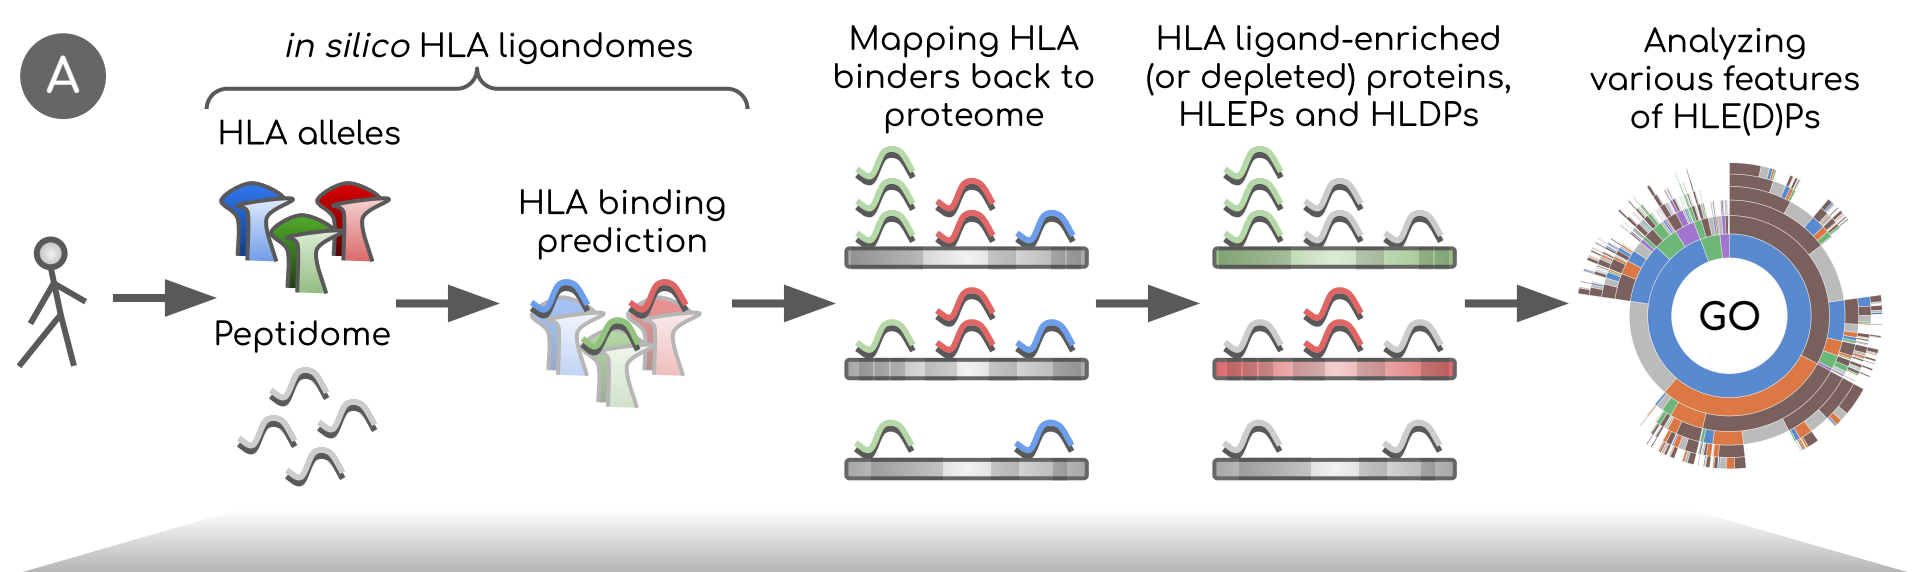 A
in silico HLA ligandomes
HLA alleles
Peptidome
HLA binding
prediction
Mapping HLA
binders back to
proteome
HLA ligand-enriched
(or depleted) proteins,
HLEPs and HLDPs
Analyzing
various features
of HLE(D)Ps
GO